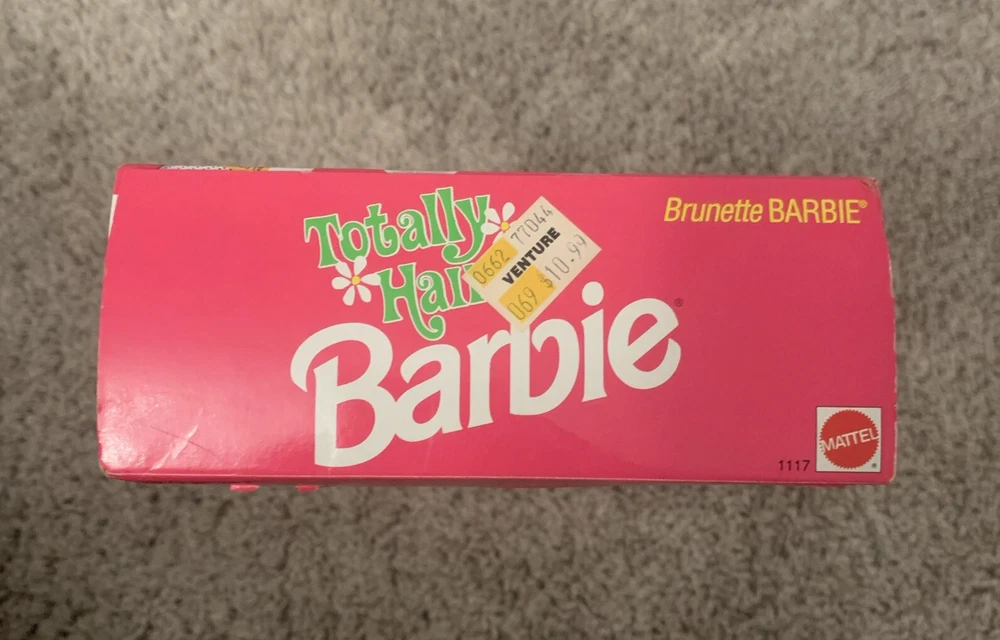 Totally
Hair
Barbie®
Brunette BARBIE®
0662 77044
VENTURE
069 $10.99
1117
MATTEL®